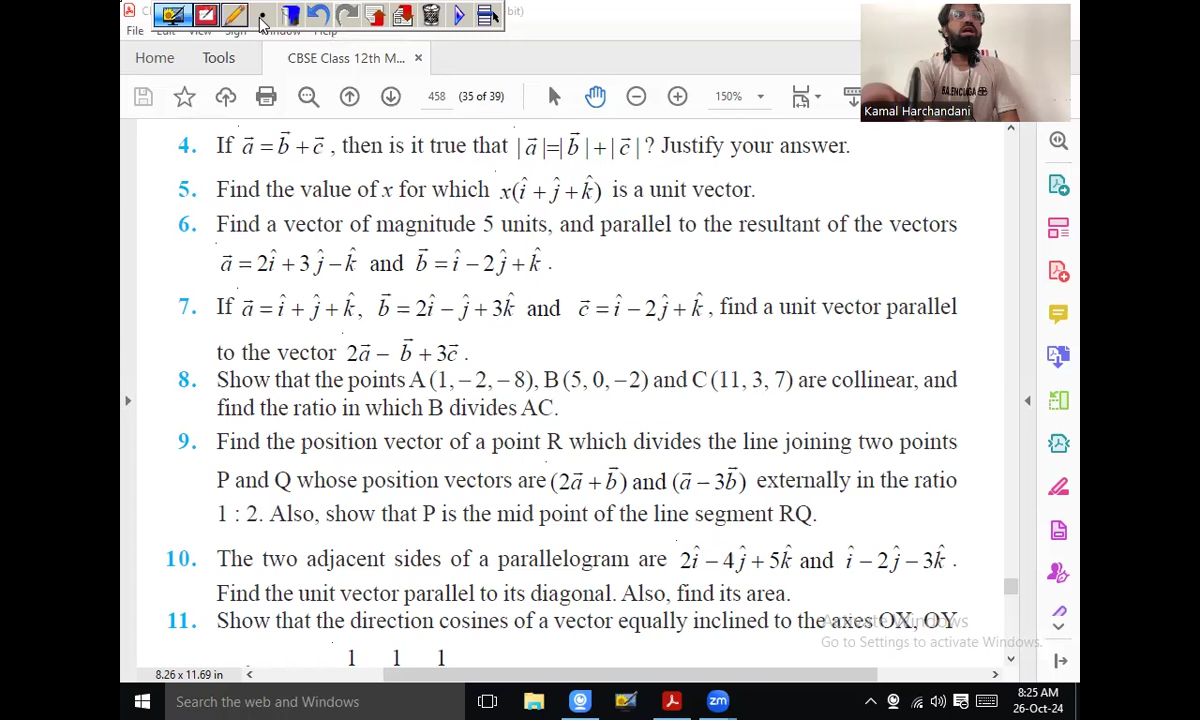 bit)
File Edit View Sign Window Help
Home Tools CBSE Class 12th M... ×
458 (35 of 39) 150%
Kamal Harchandani
4. If a⃗ = b⃗ + c⃗, then is it true that |a⃗|=|b⃗|+|c⃗|? Justify your answer.
5. Find the value of x for which x(î + ĵ + k̂) is a unit vector.
6. Find a vector of magnitude 5 units, and parallel to the resultant of the vectors
a⃗ = 2î + 3ĵ − k̂ and b⃗ = î − 2ĵ + k̂.
7. If a⃗ = î + ĵ + k̂, b⃗ = 2î − ĵ + 3k̂ and c⃗ = î − 2ĵ + k̂, find a unit vector parallel
to the vector 2a⃗ − b⃗ + 3c⃗.
8. Show that the points A (1, − 2, − 8), B (5, 0, − 2) and C (11, 3, 7) are collinear, and
find the ratio in which B divides AC.
9. Find the position vector of a point R which divides the line joining two points
P and Q whose position vectors are (2a⃗ + b⃗) and (a⃗ − 3b⃗) externally in the ratio
1 : 2. Also, show that P is the mid point of the line segment RQ.
10. The two adjacent sides of a parallelogram are 2î − 4ĵ + 5k̂ and î − 2ĵ − 3k̂.
Find the unit vector parallel to its diagonal. Also, find its area.
11. Show that the direction cosines of a vector equally inclined to the axes OX, OY
1 1 1
Activate Windows
Go to Settings to activate Windows.
8.26 x 11.69 in
Search the web and Windows
zm
8:25 AM
26-Oct-24